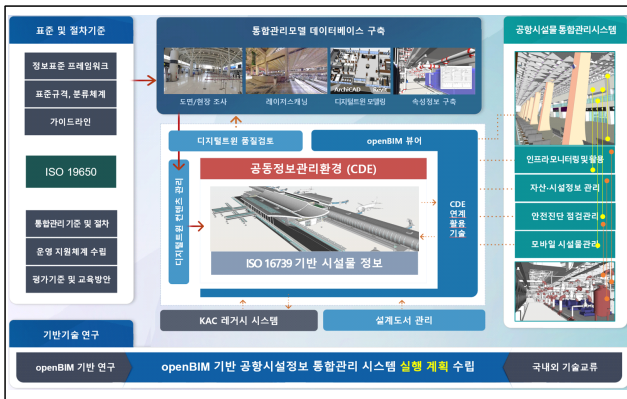 표준 및 절차기준
정보표준 프레임워크
표준규격, 분류체계
가이드라인
ISO 19650
통합관리 기준 및 절차
운영 지원체계 수립
평가기준 및 교육방안
통합관리모델 데이터베이스 구축
ArchiCAD
Revit
도면/현장 조사
레이저스캐닝
디지털트윈 모델링
속성정보 구축
디지털트윈 품질검토
openBIM 뷰어
디지털트윈 컨텐츠 관리
공동정보관리환경 (CDE)
ISO 16739 기반 시설물 정보
CDE
연계
활용
기술
KAC 레거시 시스템
설계도서 관리
공항시설물 통합관리시스템
인프라 모니터링 및 활용
자산·시설정보 관리
안전진단 점검관리
모바일 시설물관리
기반기술 연구
openBIM 기반 연구
openBIM 기반 공항시설정보 통합관리 시스템 실행 계획 수립
국내외 기술교류